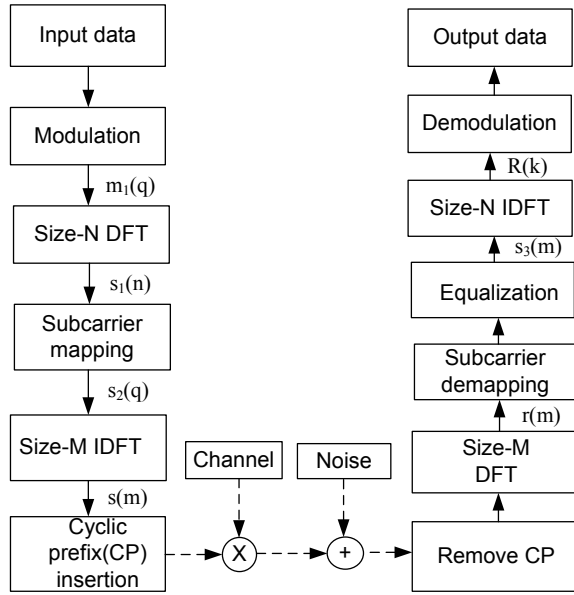 Input data
Modulation
m₁(q)
Size-N DFT
s₁(n)
Subcarrier
mapping
s₂(q)
Size-M IDFT
s(m)
Cyclic
prefix(CP)
insertion
Channel
X
Noise
+
Remove CP
Size-M
DFT
r(m)
Subcarrier
demapping
Equalization
s₃(m)
Size-N IDFT
R(k)
Demodulation
Output data